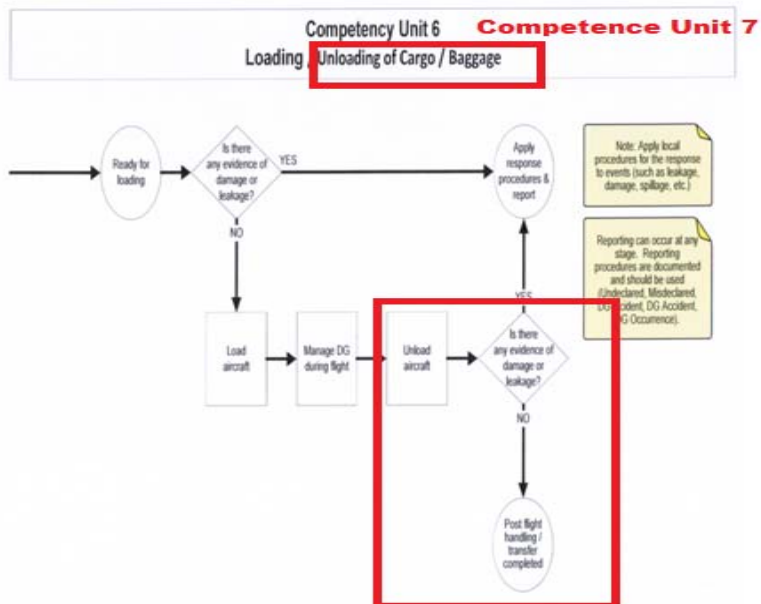 Competency Unit 6
Competence Unit 7
Loading / Unloading of Cargo / Baggage
Ready for
loading
Is there
any evidence of
damage or
leakage?
YES
NO
Apply
response
procedures &
report
Note: Apply local
procedures for the response
to events (such as leakage,
damage, spillage, etc.)
Reporting can occur at any
stage. Reporting
procedures are documented
and should be used
(Undeclared, Misdeclared,
DG Accident,
DG Occurrence).
YES
Load
aircraft
Manage DG
during flight
Unload
aircraft
Is there
any evidence of
damage or
leakage?
NO
Post flight
handling /
transfer
completed